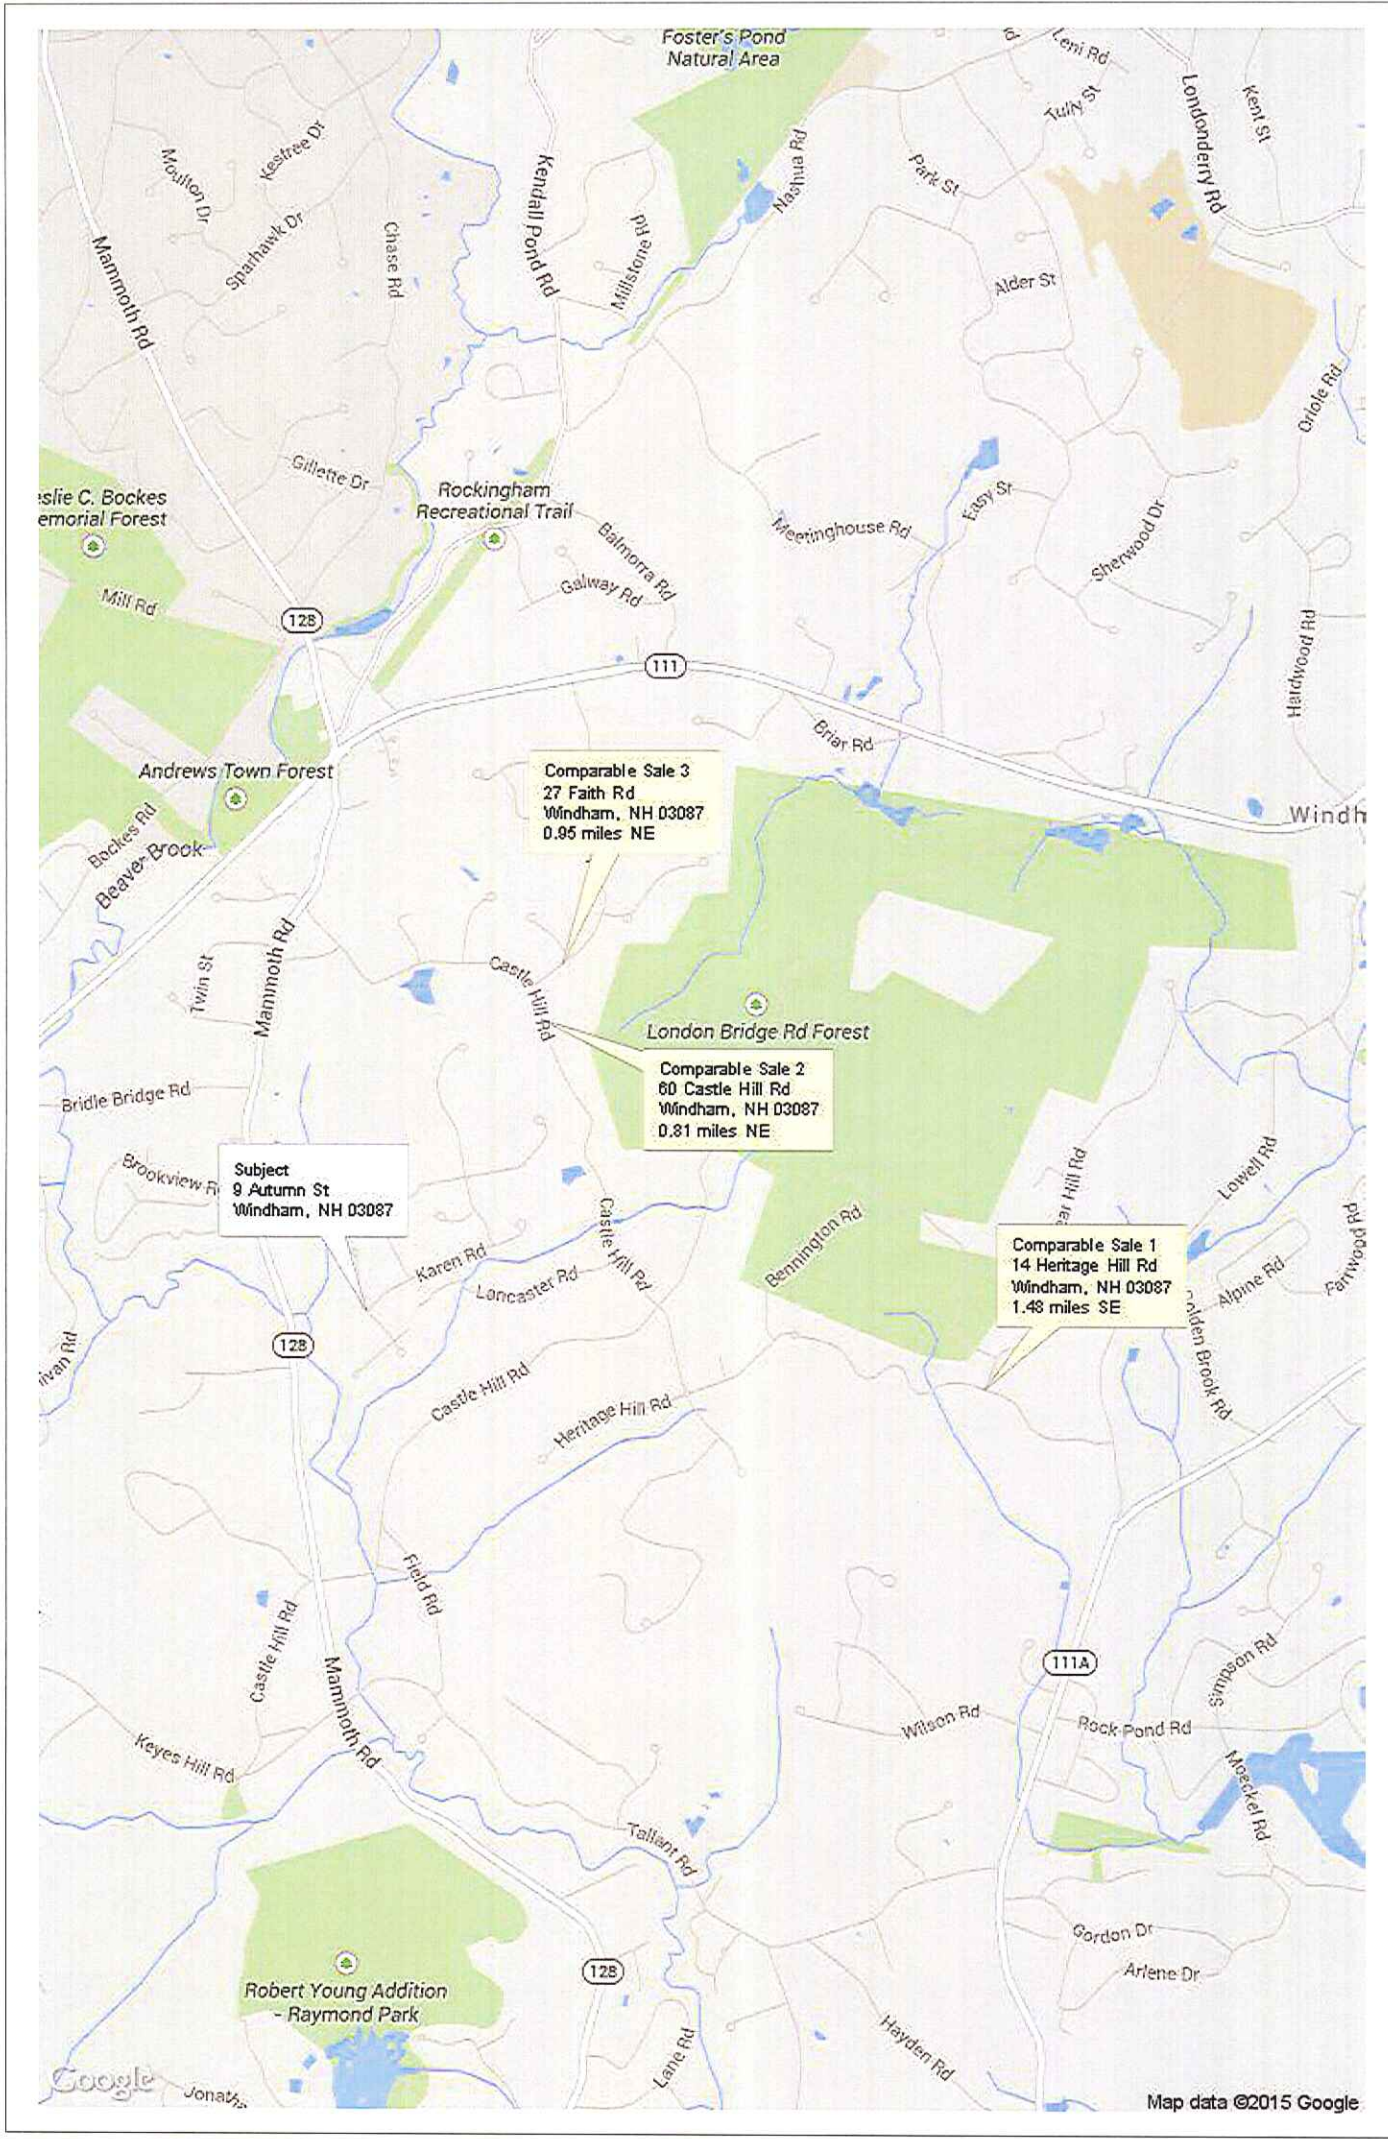 Foster's Pond
Natural Area
Leni Rd
Tully St
Londonderry Rd
Kent St
Moulton Dr
Kestree Dr
Kendall Pond Rd
Nashua Rd
Park St
Sparhawk Dr
Chase Rd
Millstone Rd
Mammoth Rd
Alder St
Oriole Rd
Gillette Dr
Rockingham
Recreational Trail
eslie C. Bockes
emorial Forest
Easy St
Meetinghouse Rd
Sherwood Dr
Balmorra Rd
Galway Rd
Mill Rd
128
111
Hardwood Rd
Briar Rd
Andrews Town Forest
Comparable Sale 3
27 Faith Rd
Windham, NH 03087
0.95 miles NE
Windh
Bockes Rd
Beaver Brook
Mammoth Rd
Twin St
Castle Hill Rd
London Bridge Rd Forest
Comparable Sale 2
60 Castle Hill Rd
Windham, NH 03087
0.81 miles NE
Bridle Bridge Rd
Brookview R
Subject
9 Autumn St
Windham, NH 03087
Lowell Rd
ear Hill Rd
Castle Hill Rd
Bennington Rd
Farrwood Rd
Karen Rd
Lancaster Rd
Comparable Sale 1
14 Heritage Hill Rd
Windham, NH 03087
1.48 miles SE
Alpine Rd
olden Brook Rd
128
ivan Rd
Castle Hill Rd
Heritage Hill Rd
Field Rd
Castle Hill Rd
Mammoth Rd
111A
Simpson Rd
Wilson Rd
Rock Pond Rd
Keyes Hill Rd
Moeckel Rd
Tallant Rd
Gordon Dr
Arlene Dr
128
Robert Young Addition
- Raymond Park
Lane Rd
Hayden Rd
Google
Jonatha
Map data ©2015 Google